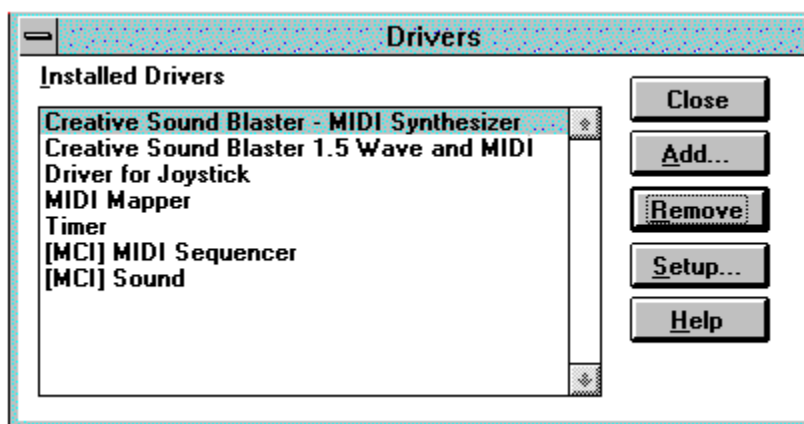 Drivers
Installed Drivers
Creative Sound Blaster - MIDI Synthesizer
Creative Sound Blaster 1.5 Wave and MIDI
Driver for Joystick
MIDI Mapper
Timer
[MCI] MIDI Sequencer
[MCI] Sound
Close
Add...
Remove
Setup...
Help